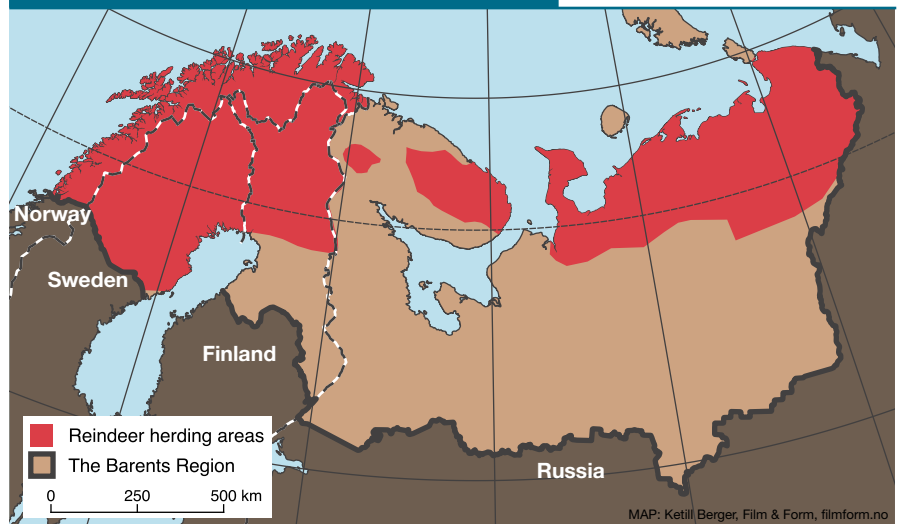 Norway
Sweden
Finland
Reindeer herding areas
The Barents Region
0 250 500 km
Russia
MAP: Ketill Berger, Film & Form, filmform.no